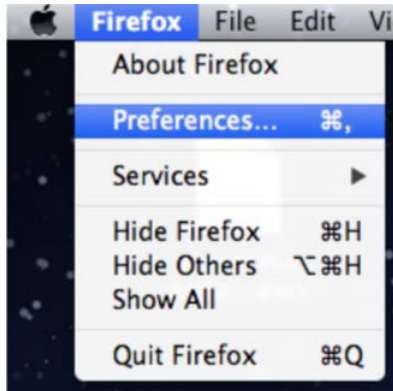 Firefox File Edit Vi
About Firefox
Preferences... ⌘,
Services ▶
Hide Firefox ⌘H
Hide Others ⌥⌘H
Show All
Quit Firefox ⌘Q